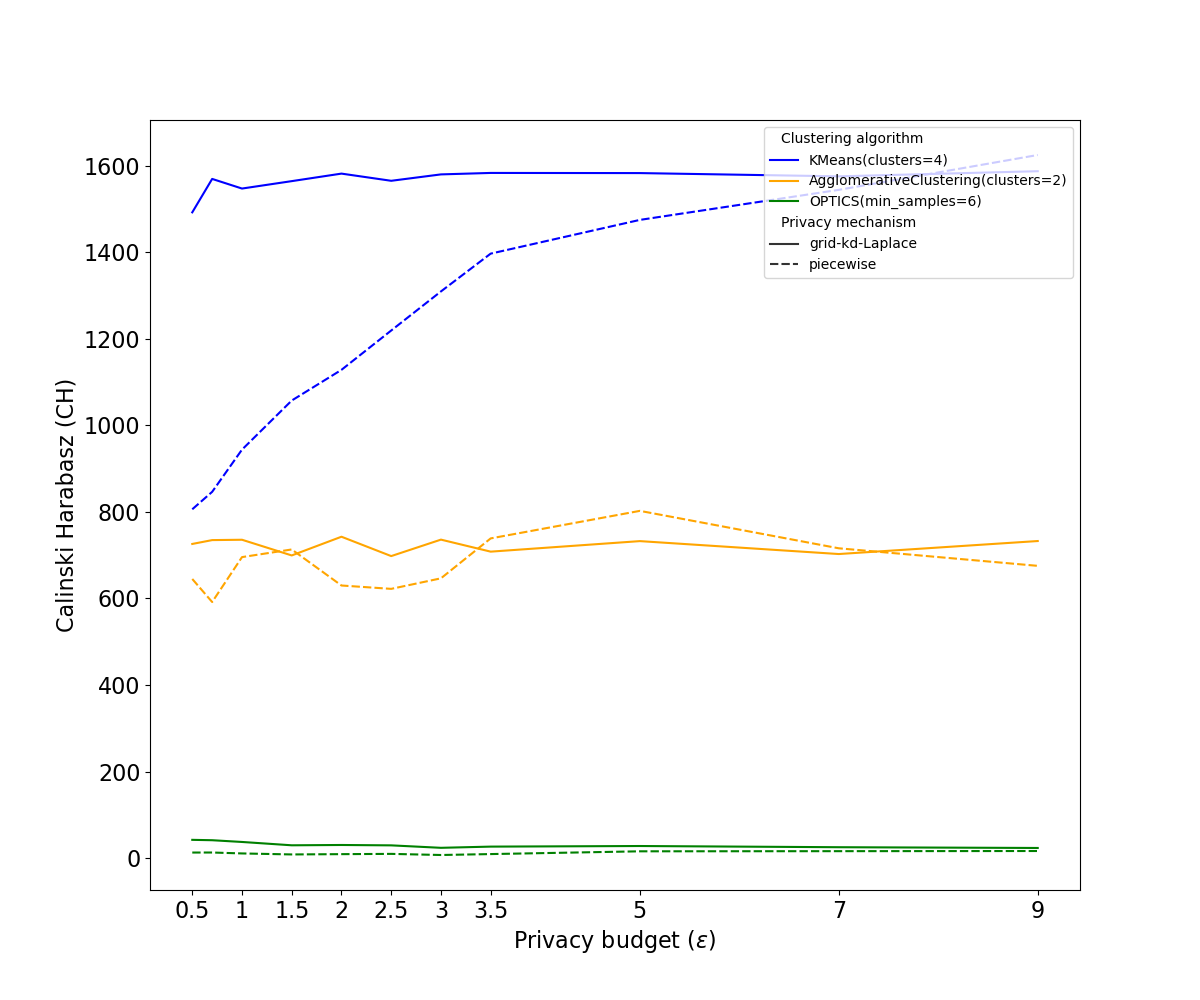 Clustering algorithm
KMeans(clusters=4)
AgglomerativeClustering(clusters=2)
OPTICS(min_samples=6)
Privacy mechanism
grid-kd-Laplace
piecewise
Calinski Harabasz (CH)
1600
1400
1200
1000
800
600
400
200
0
0.5 1 1.5 2 2.5 3 3.5 5 7 9
Privacy budget (ε)